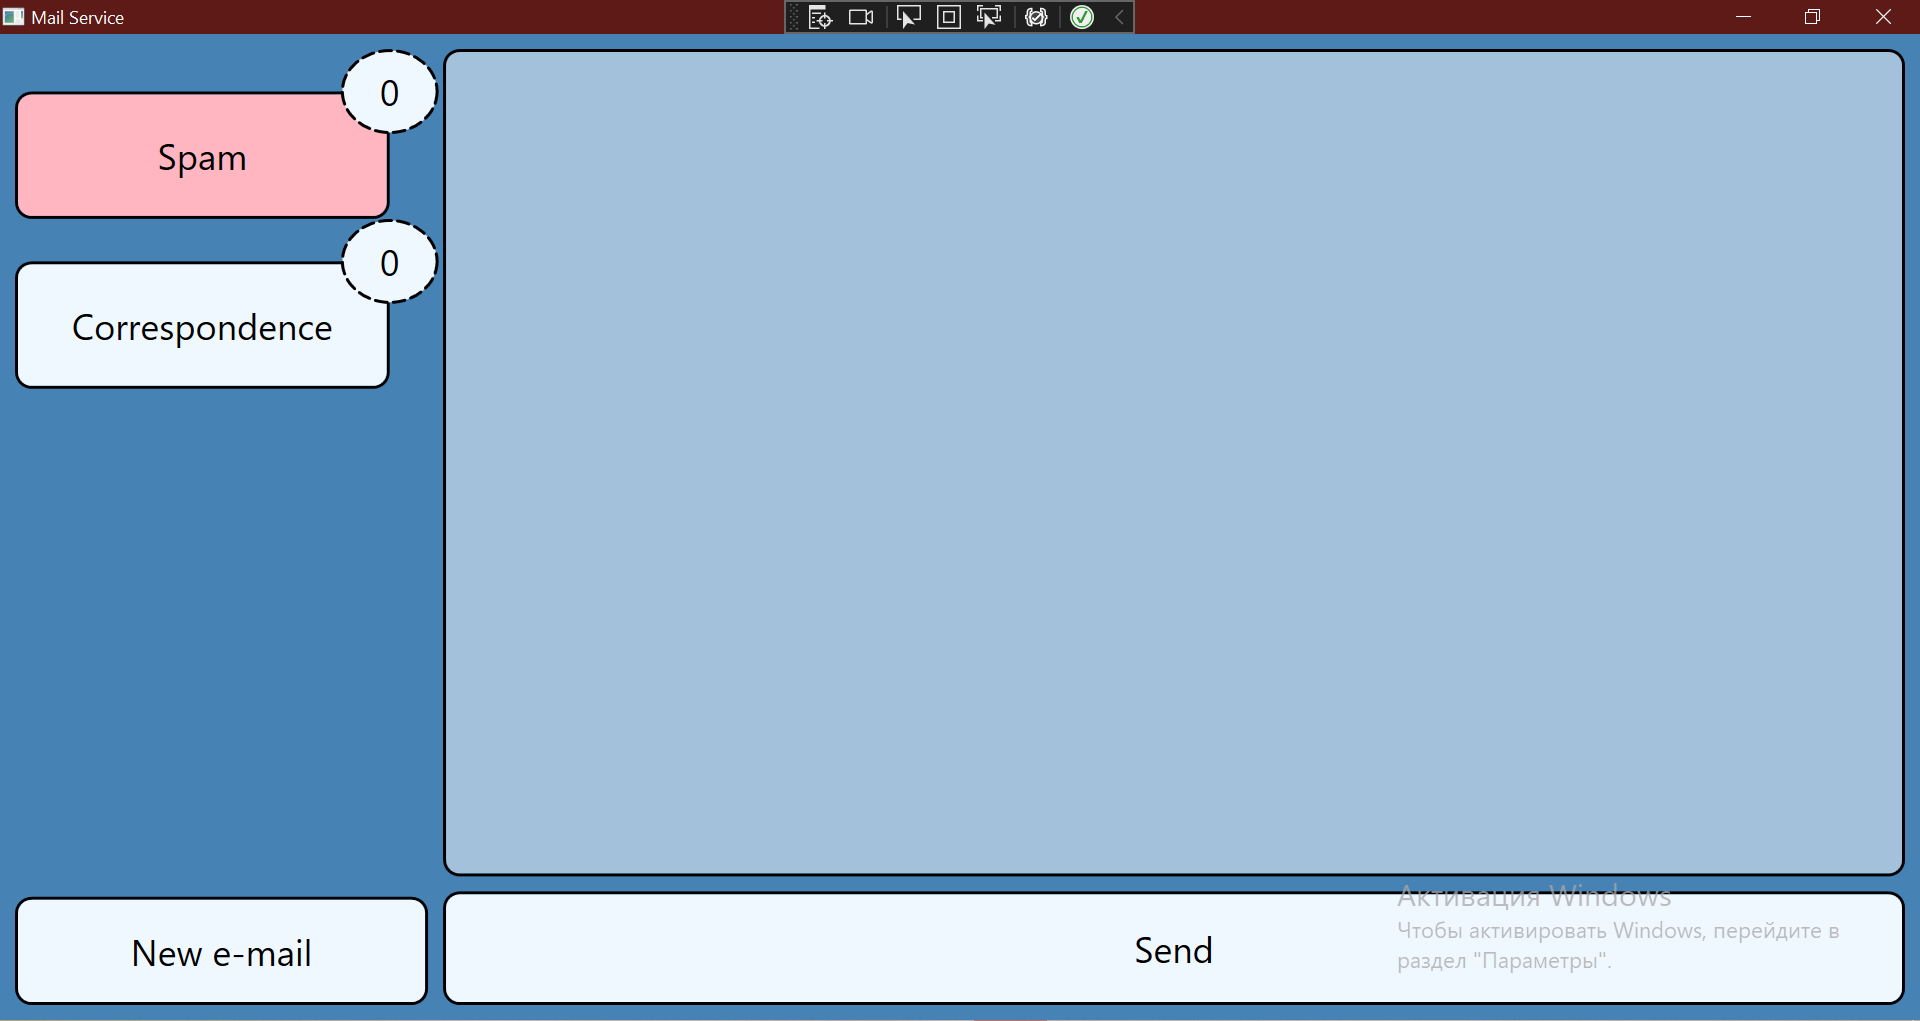 Mail Service
0
Spam
0
Correspondence
New e-mail
Send
Активация Windows
Чтобы активировать Windows, перейдите в
раздел "Параметры".